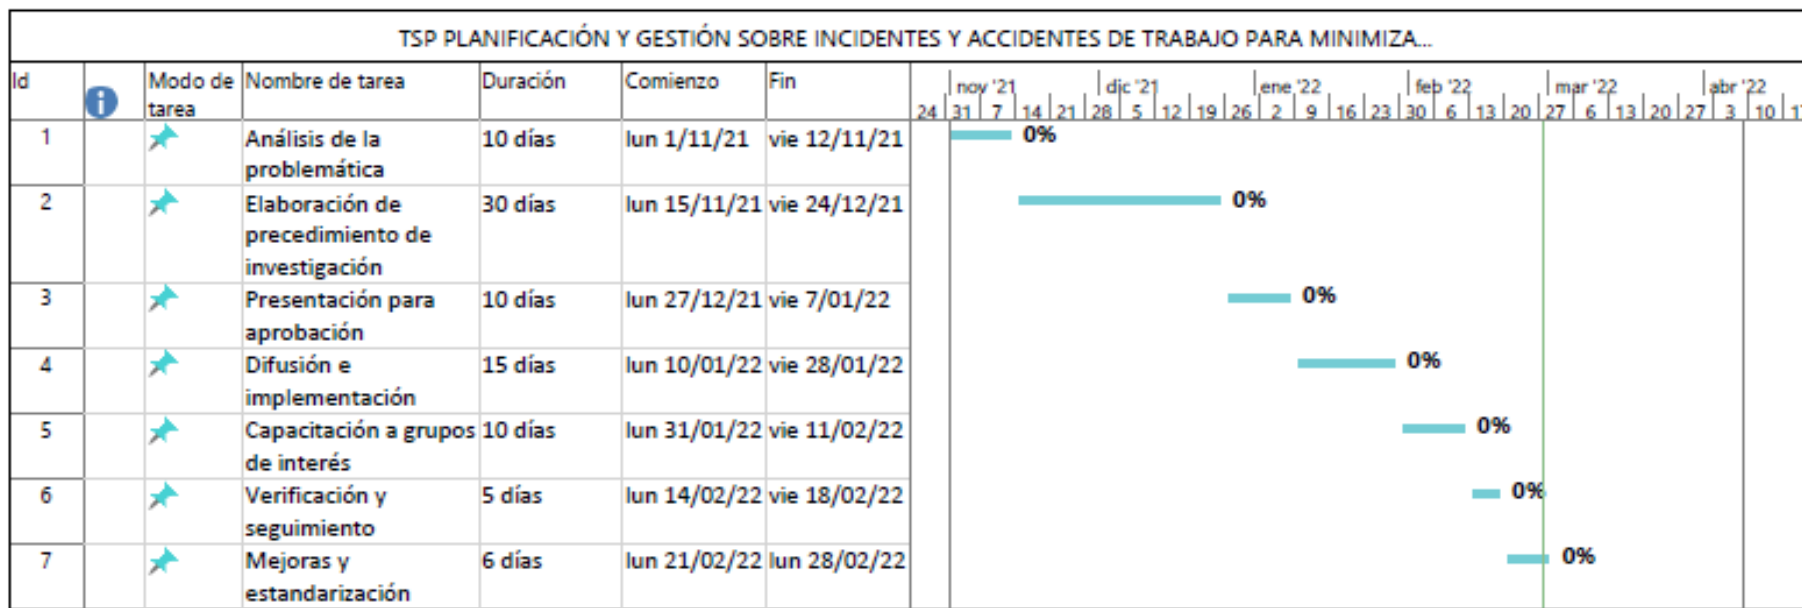 TSP PLANIFICACIÓN Y GESTIÓN SOBRE INCIDENTES Y ACCIDENTES DE TRABAJO PARA MINIMIZA...
Id Modo de tarea Nombre de tarea Duración Comienzo Fin
nov '21 dic '21 ene '22 feb '22 mar '22 abr '22
24 31 7 14 21 28 5 12 19 26 2 9 16 23 30 6 13 20 27 6 13 20 27 3 10 17
1 Análisis de la 10 días lun 1/11/21 vie 12/11/21 0%
problemática
2 Elaboración de 30 días lun 15/11/21 vie 24/12/21 0%
precedimiento de
investigación
3 Presentación para 10 días lun 27/12/21 vie 7/01/22 0%
aprobación
4 Difusión e 15 días lun 10/01/22 vie 28/01/22 0%
implementación
5 Capacitación a grupos 10 días lun 31/01/22 vie 11/02/22 0%
de interés
6 Verificación y 5 días lun 14/02/22 vie 18/02/22 0%
seguimiento
7 Mejoras y 6 días lun 21/02/22 lun 28/02/22 0%
estandarización